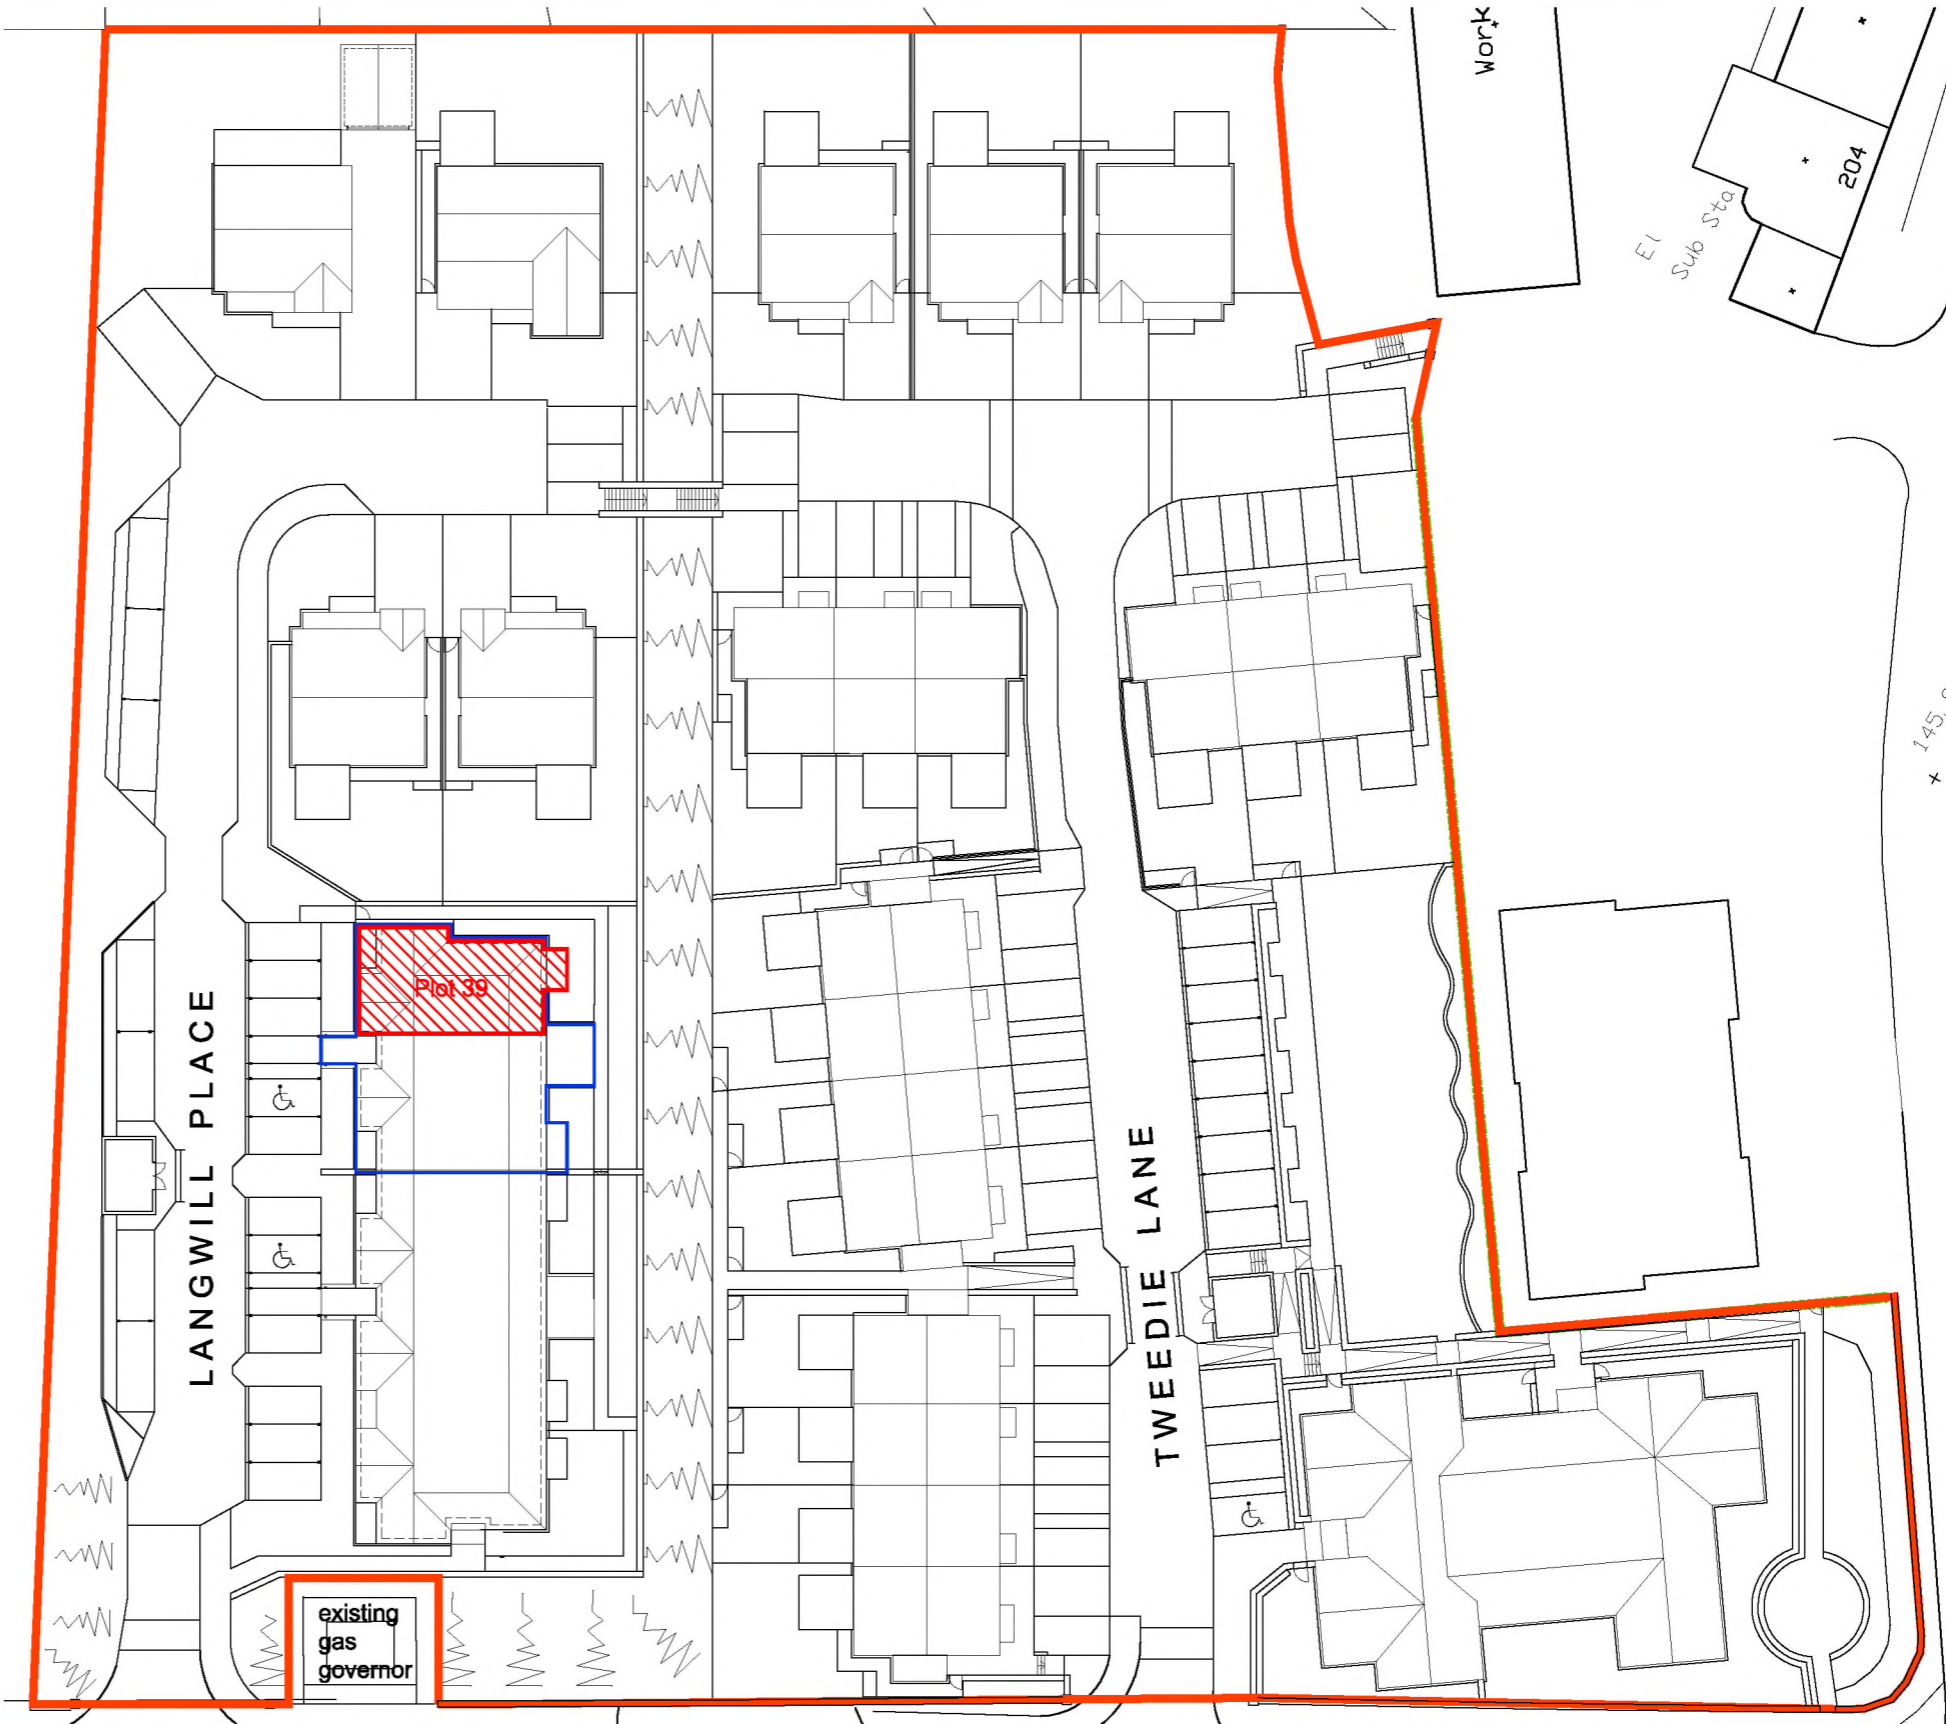 Work
204
El
Sub Sta
145.
Plot 39
LANGWILL PLACE
TWEEDIE LANE
existing
gas
governor